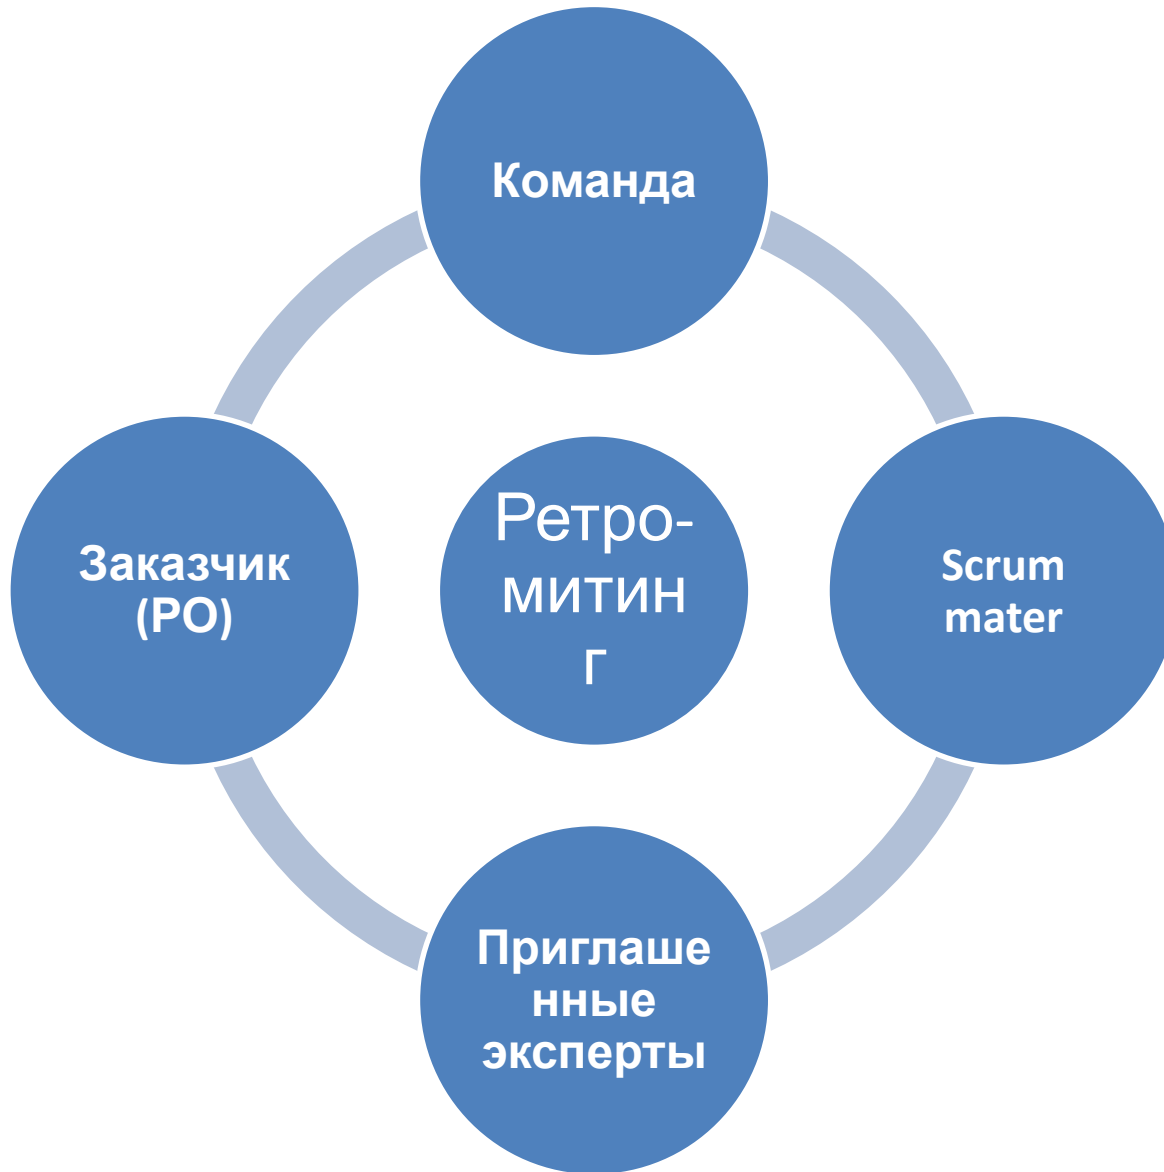 Команда
Заказчик
(PO)
Ретро-
митин
г
Scrum
mater
Приглаше
нные
эксперты